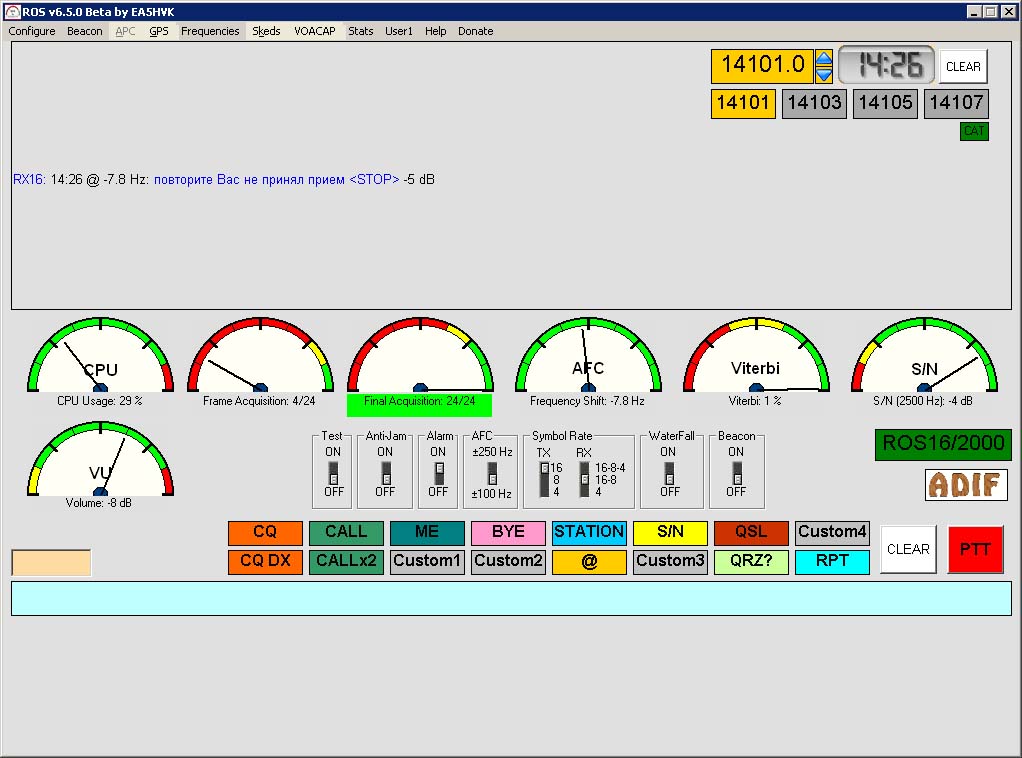 ROS v6.5.0 Beta by EA5HVK
Configure Beacon APC GPS Frequencies Skeds VOACAP Stats User1 Help Donate
14101.0 14:26 CLEAR
14101 14103 14105 14107
CAT
RX16: 14:26 @ -7.8 Hz: повторите Вас не принял прием <STOP> -5 dB
CPU AFC Viterbi S/N
CPU Usage: 29 % Frame Acquisition: 4/24 Final Acquisition: 24/24 Frequency Shift: -7.8 Hz Viterbi: 1 % S/N (2500 Hz): -4 dB
VU
Volume: -8 dB
Test Anti-Jam Alarm AFC Symbol Rate WaterFall Beacon
ON ON ON ±250 Hz TX RX ON ON
16 16-8-4
8 16-8
4 4
OFF OFF OFF ±100 Hz OFF OFF
ROS16/2000
ADIF
CQ CALL ME BYE STATION S/N QSL Custom4
CQ DX CALLx2 Custom1 Custom2 @ Custom3 QRZ? RPT
CLEAR PTT